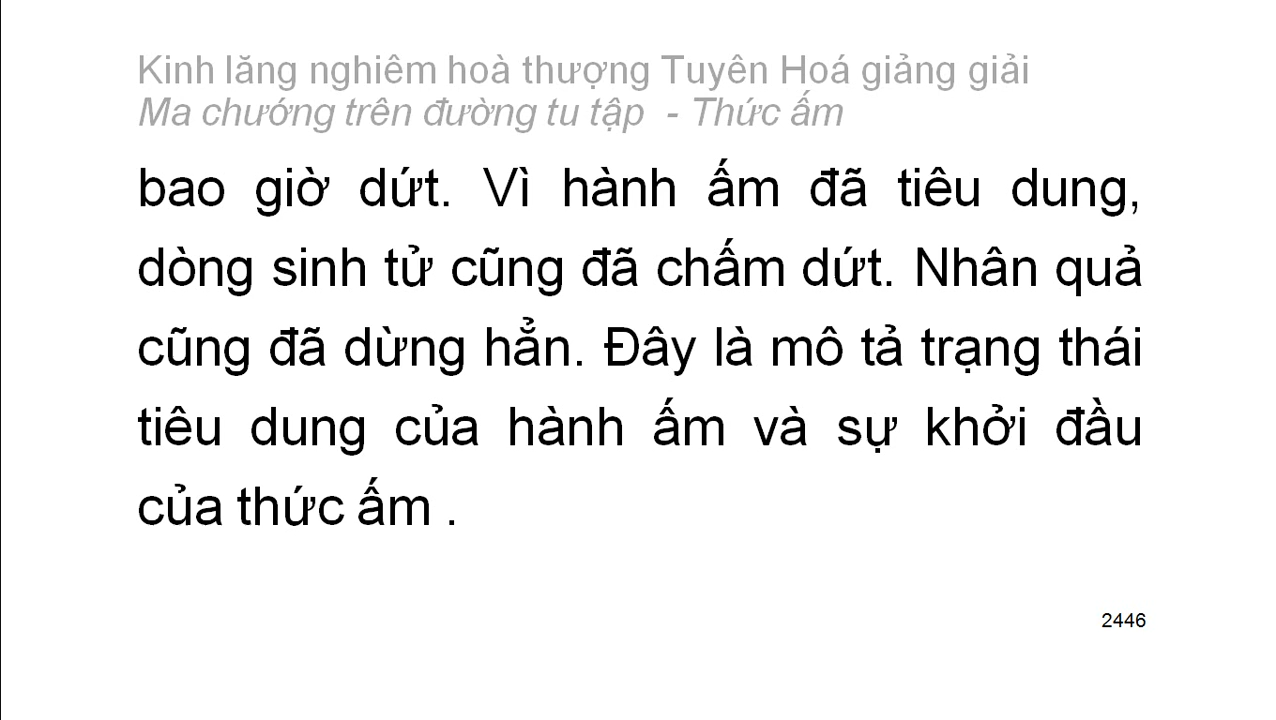 Kinh lăng nghiêm hoà thượng Tuyên Hoá giảng giải
Ma chướng trên đường tu tập - Thức ấm
bao giờ dứt. Vì hành ấm đã tiêu dung,
dòng sinh tử cũng đã chấm dứt. Nhân quả
cũng đã dừng hẳn. Đây là mô tả trạng thái
tiêu dung của hành ấm và sự khởi đầu
của thức ấm .
2446